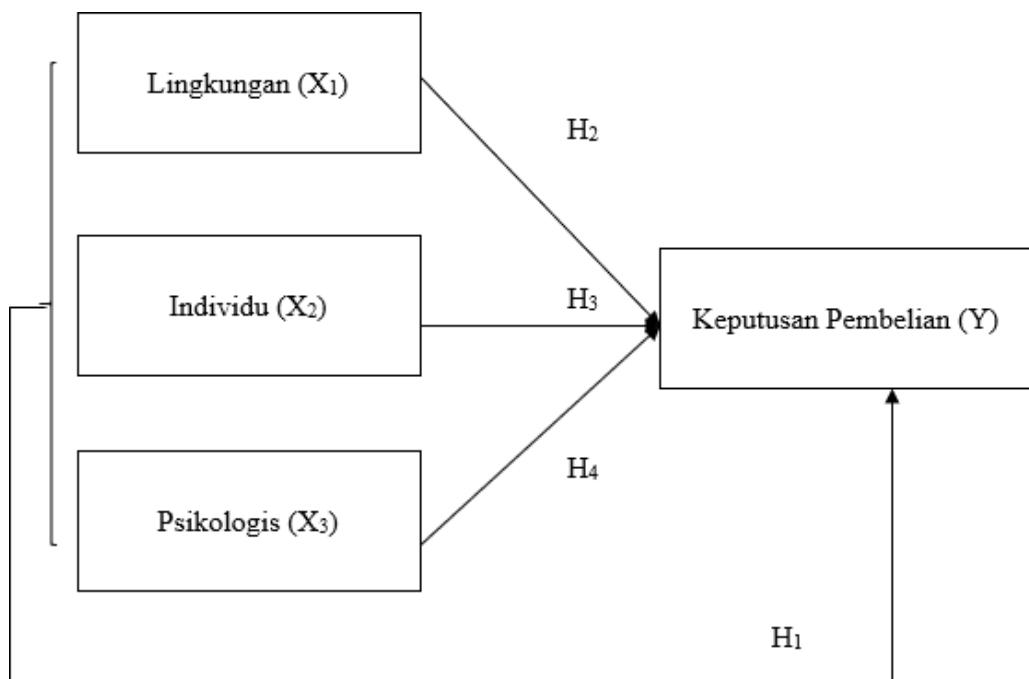 Lingkungan (X₁)
H₂
Individu (X₂)
H₃
Keputusan Pembelian (Y)
Psikologis (X₃)
H₄
H₁